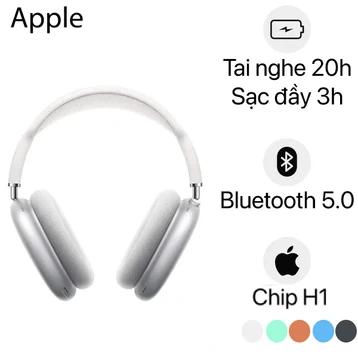 Apple
Tai nghe 20h
Sạc đầy 3h
Bluetooth 5.0
Chip H1